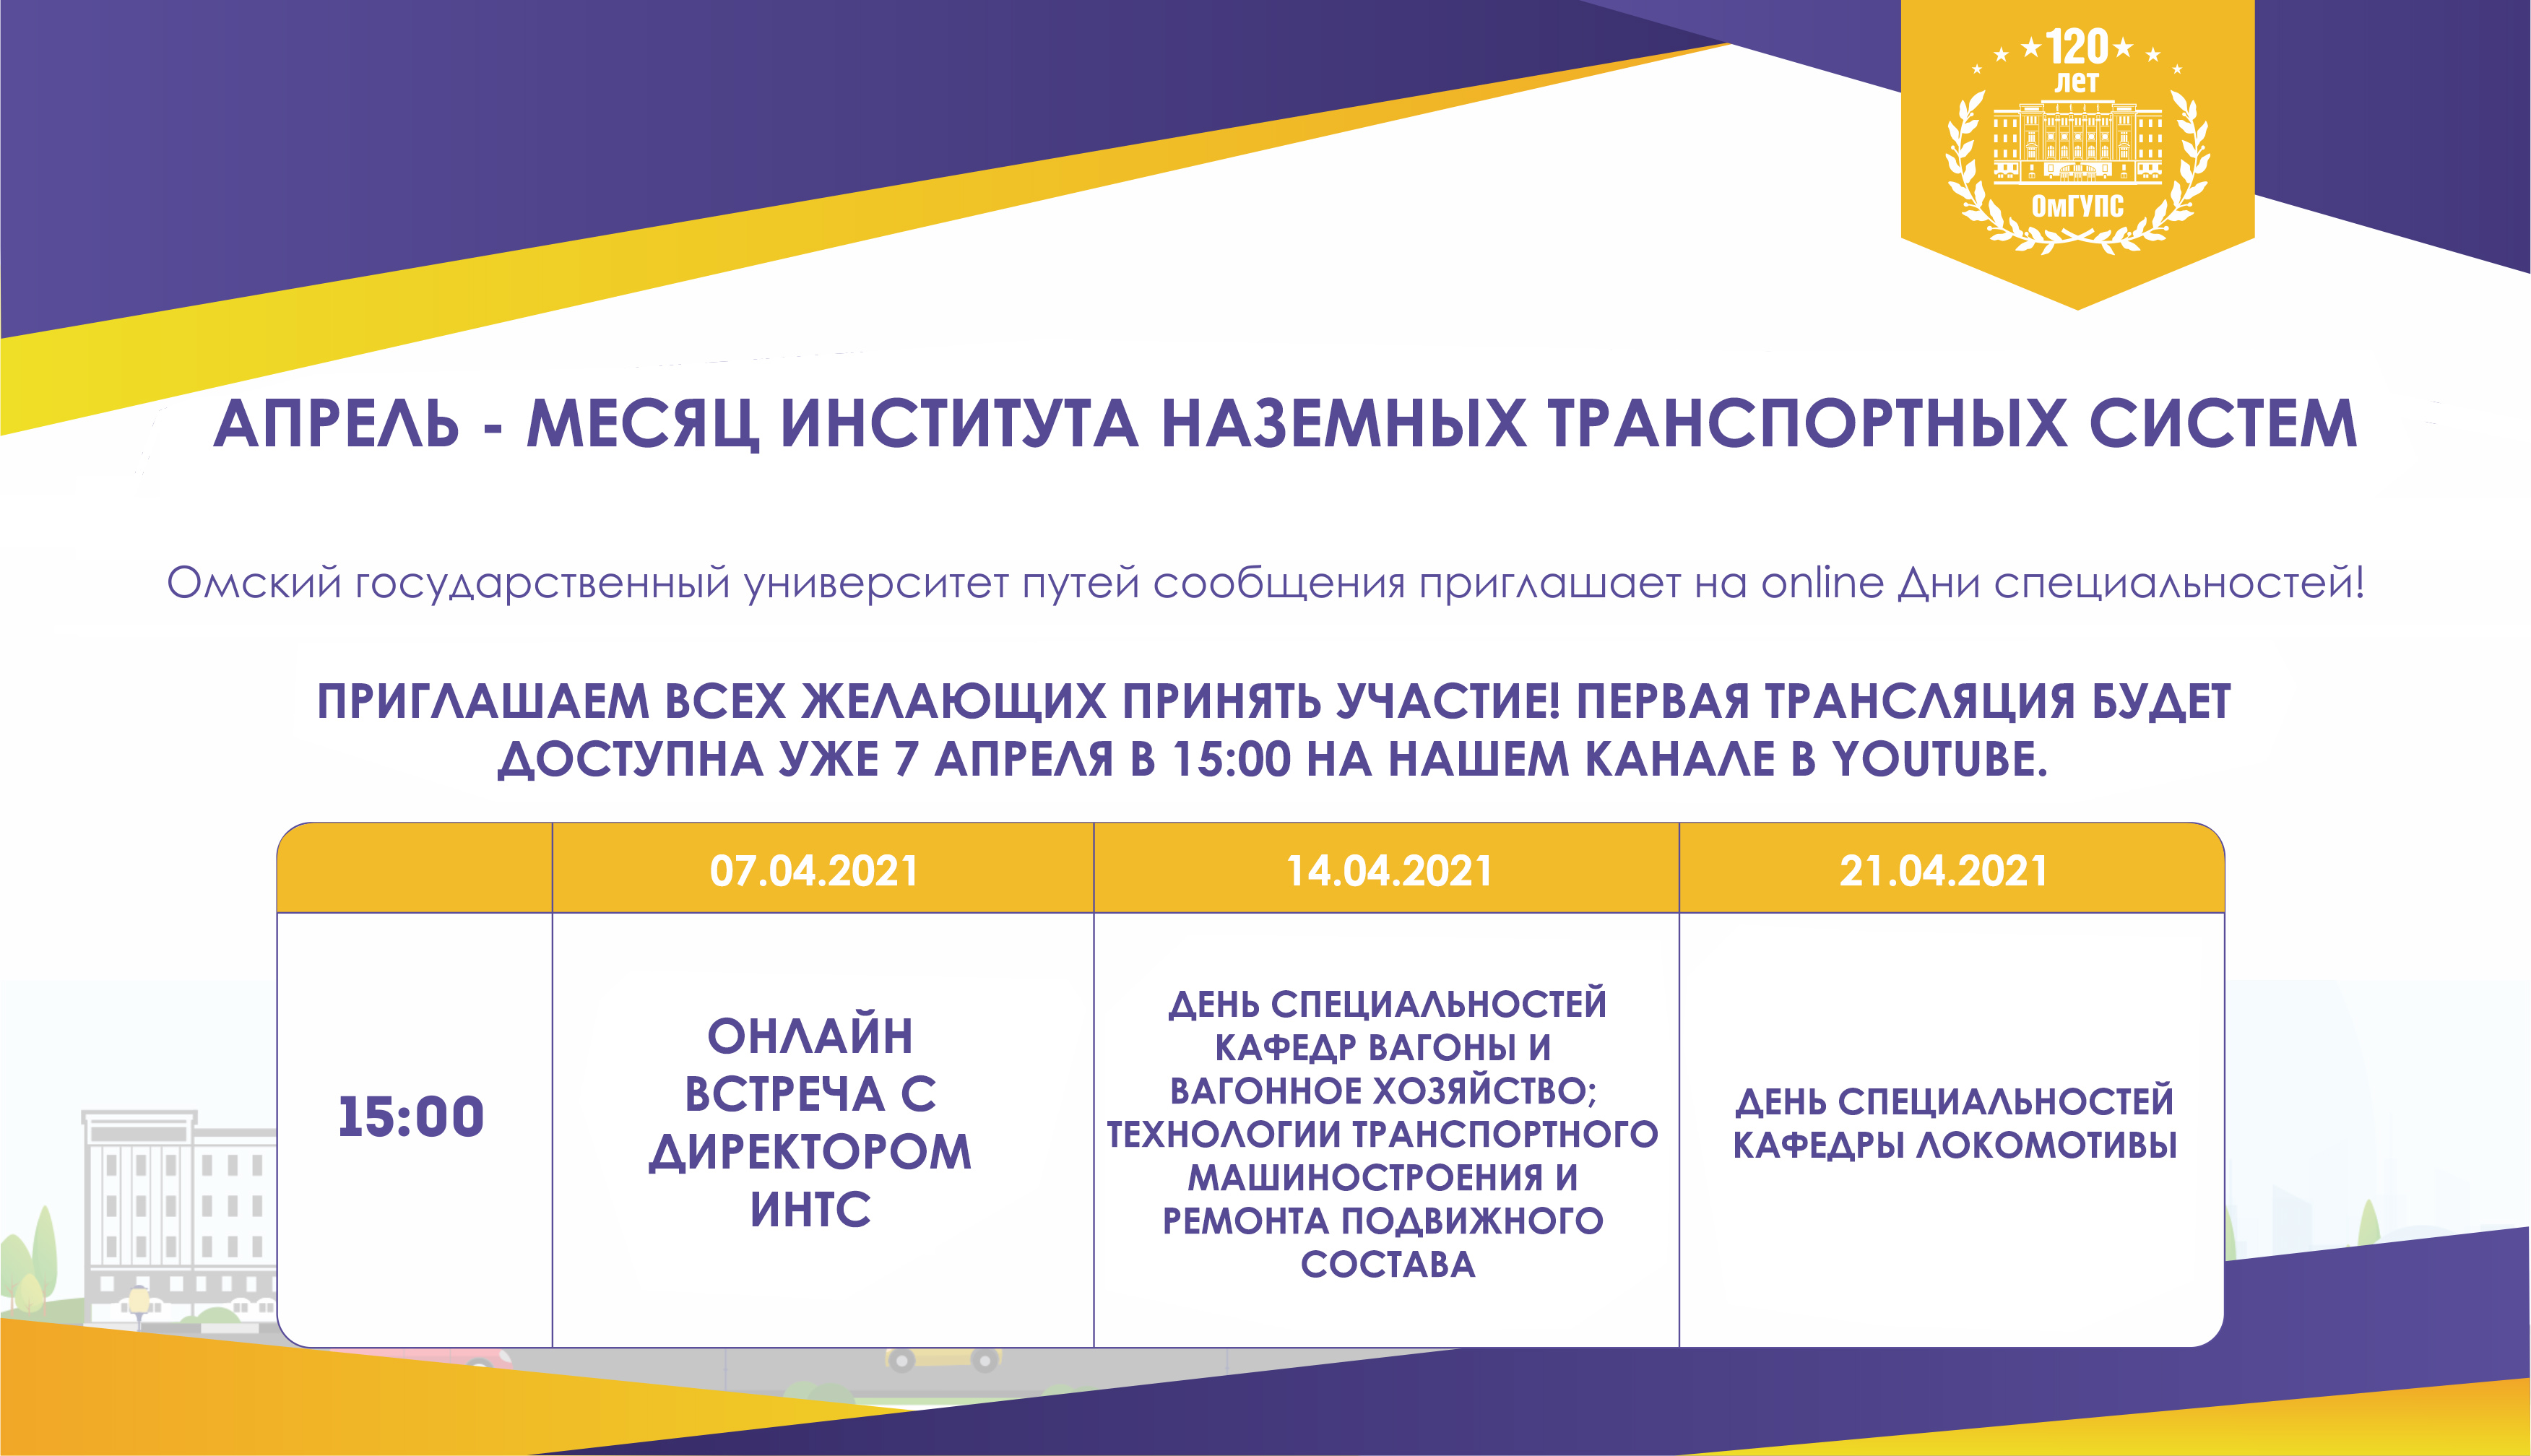 120
лет
ОмГУПС
АПРЕЛЬ - МЕСЯЦ ИНСТИТУТА НАЗЕМНЫХ ТРАНСПОРТНЫХ СИСТЕМ
Омский государственный университет путей сообщения приглашает на online Дни специальностей!
ПРИГЛАШАЕМ ВСЕХ ЖЕЛАЮЩИХ ПРИНЯТЬ УЧАСТИЕ! ПЕРВАЯ ТРАНСЛЯЦИЯ БУДЕТ
ДОСТУПНА УЖЕ 7 АПРЕЛЯ В 15:00 НА НАШЕМ КАНАЛЕ В YOUTUBE.
07.04.2021 14.04.2021 21.04.2021
15:00
ОНЛАЙН
ВСТРЕЧА С
ДИРЕКТОРОМ
ИНТС
ДЕНЬ СПЕЦИАЛЬНОСТЕЙ
КАФЕДР ВАГОНЫ И
ВАГОННОЕ ХОЗЯЙСТВО;
ТЕХНОЛОГИИ ТРАНСПОРТНОГО
МАШИНОСТРОЕНИЯ И
РЕМОНТА ПОДВИЖНОГО
СОСТАВА
ДЕНЬ СПЕЦИАЛЬНОСТЕЙ
КАФЕДРЫ ЛОКОМОТИВЫ